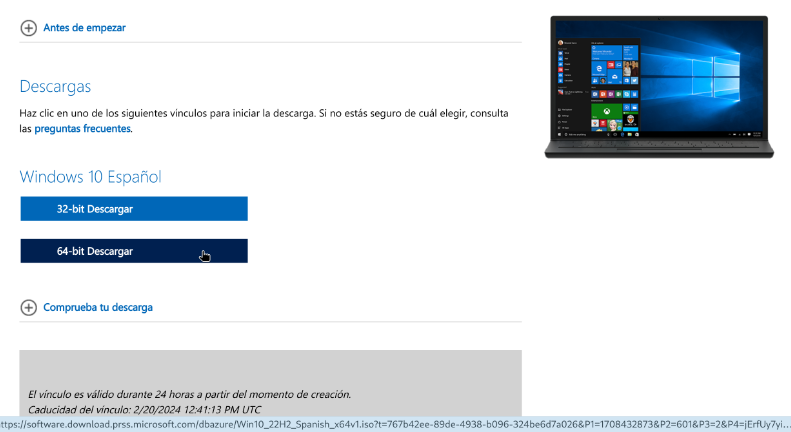 Antes de empezar
Descargas
Haz clic en uno de los siguientes vínculos para iniciar la descarga. Si no estás seguro de cuál elegir, consulta
las preguntas frecuentes.
Windows 10 Español
32-bit Descargar
64-bit Descargar
Comprueba tu descarga
El vínculo es válido durante 24 horas a partir del momento de creación.
Caducidad del vínculo: 2/20/2024 12:41:13 PM UTC
ttps://software.download.prss.microsoft.com/dbazure/Win10_22H2_Spanish_x64v1.iso?t=767b42ee-89de-4938-b096-324be6d7a026&P1=1708432873&P2=601&P3=2&P4=jErfUy7yi...